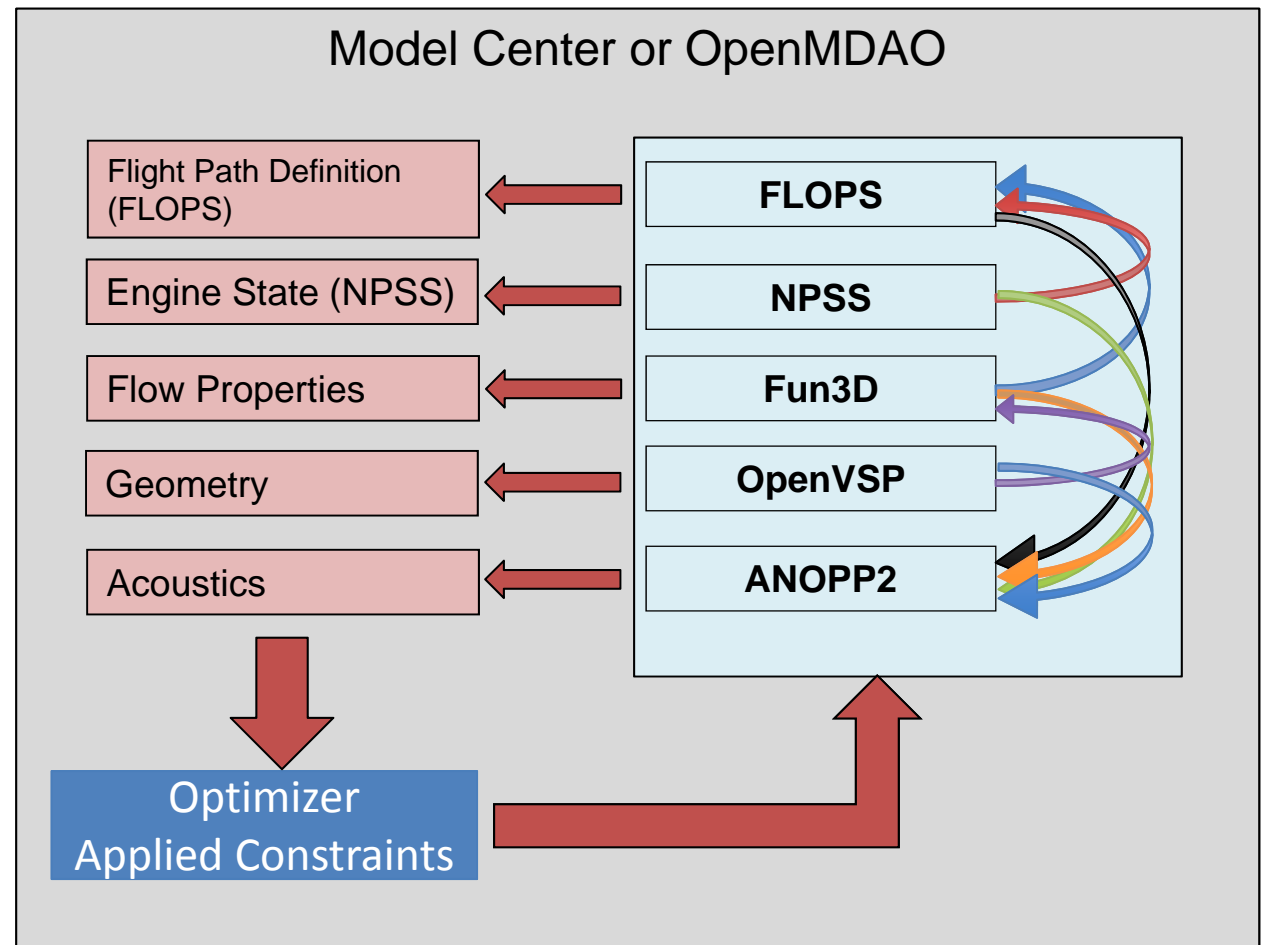 Model Center or OpenMDAO
Flight Path Definition
(FLOPS)
Engine State (NPSS)
Flow Properties
Geometry
Acoustics
FLOPS
NPSS
Fun3D
OpenVSP
ANOPP2
Optimizer
Applied Constraints